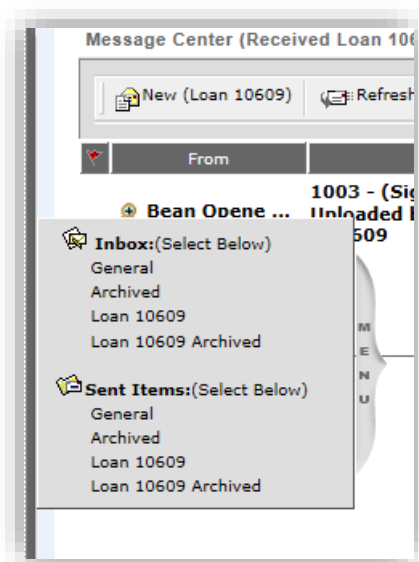 Message Center (Received Loan 106
New (Loan 10609) Refresh
From
1003 - (Sig
Bean Opene ... Uploaded
609
Inbox:(Select Below)
General
Archived
Loan 10609
Loan 10609 Archived
Sent Items:(Select Below)
General
Archived
Loan 10609
Loan 10609 Archived
M
E
N
U